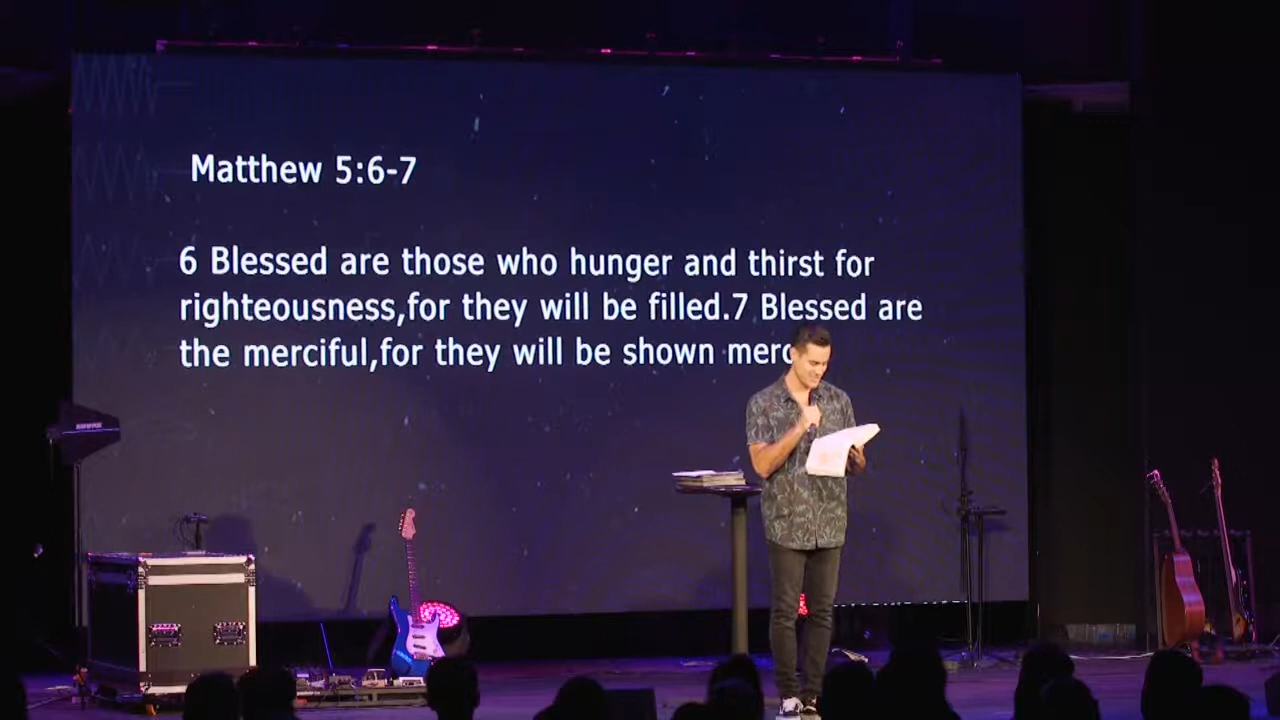 Matthew 5:6-7
6 Blessed are those who hunger and thirst for
righteousness,for they will be filled.7 Blessed are
the merciful,for they will be shown